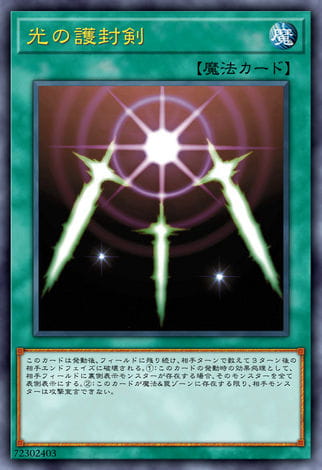 光の護封剣
魔
【魔法カード】
このカードは発動後、フィールドに残り続け、相手ターンで数えて3ターン後の
相手エンドフェイズに破壊される。①:このカードの発動時の効果処理として、
相手フィールドに裏側表示モンスターが存在する場合、そのモンスターを全て
表側表示にする。②:このカードが魔法&罠ゾーンに存在する限り、相手モンス
ターは攻撃宣言できない。
72302403